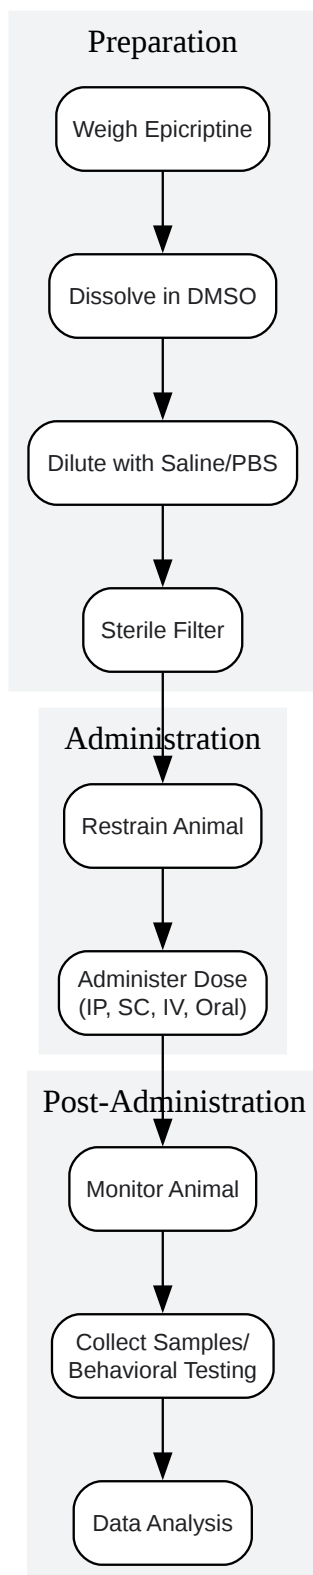 Preparation
Weigh Epicriptine
Dissolve in DMSO
Dilute with Saline/PBS
Sterile Filter
Administration
Restrain Animal
Administer Dose
(IP, SC, IV, Oral)
Post-Administration
Monitor Animal
Collect Samples/
Behavioral Testing
Data Analysis